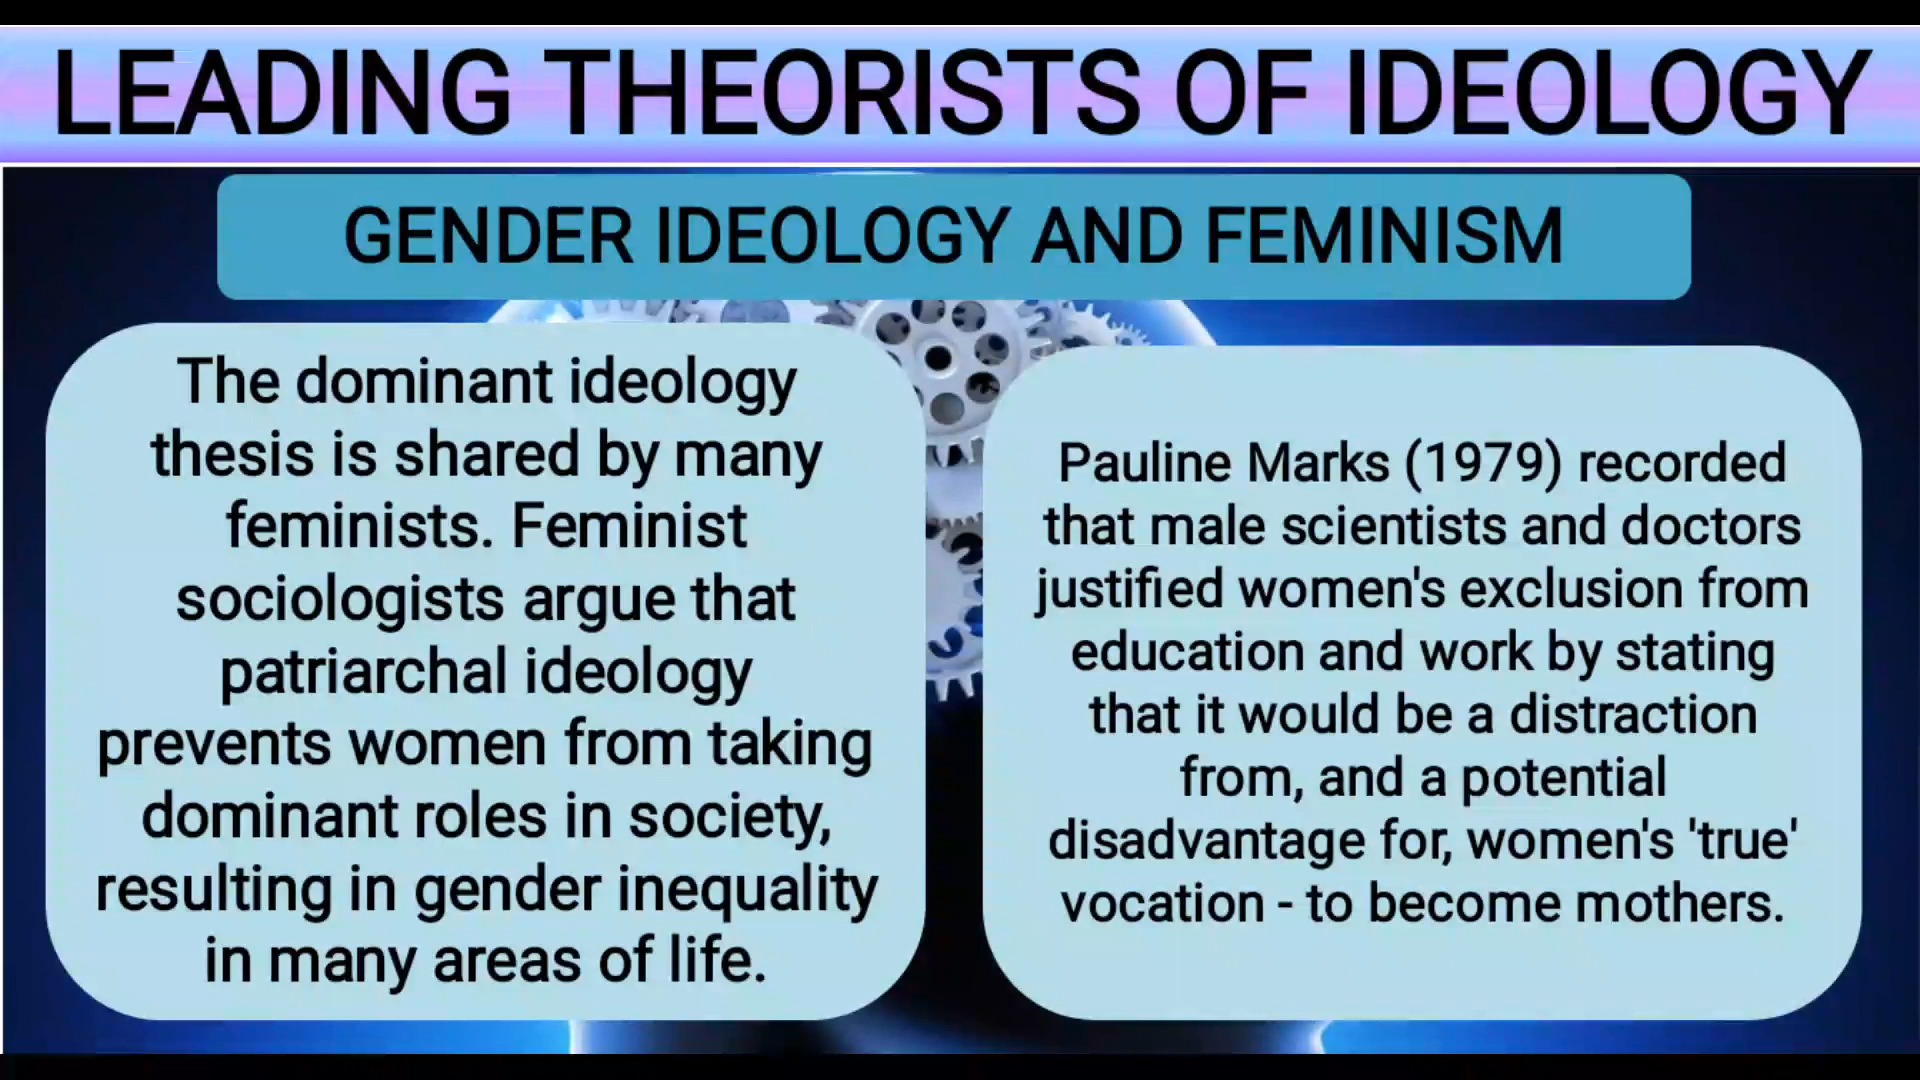 LEADING THEORISTS OF IDEOLOGY
GENDER IDEOLOGY AND FEMINISM
The dominant ideology
thesis is shared by many
feminists. Feminist
sociologists argue that
patriarchal ideology
prevents women from taking
dominant roles in society,
resulting in gender inequality
in many areas of life.
Pauline Marks (1979) recorded
that male scientists and doctors
justified women's exclusion from
education and work by stating
that it would be a distraction
from, and a potential
disadvantage for, women's 'true'
vocation - to become mothers.